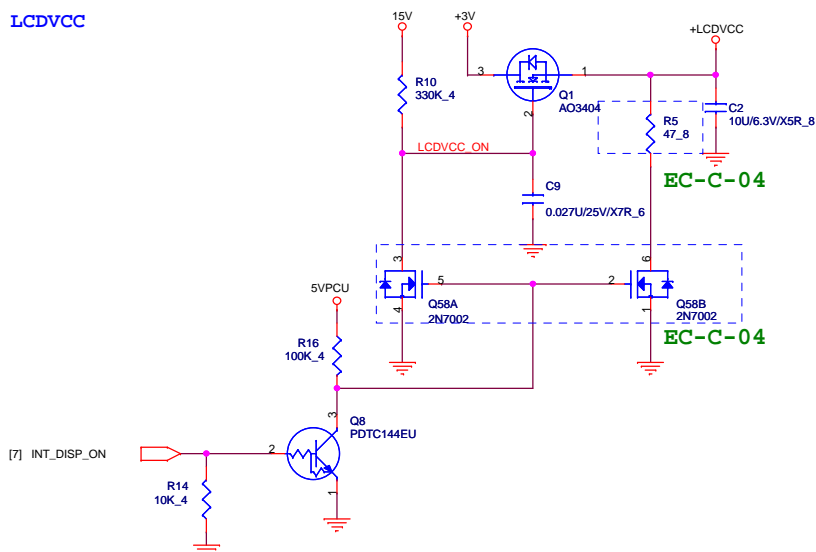 LCDVCC
15V
+3V
+LCDVCC
R10
330K_4
3
1
Q1
AO3404
2
C2
10U/6.3V/X5R_8
R5
47_8
LCDVCC_ON
EC-C-04
C9
0.027U/25V/X7R_6
3
5
4
Q58A
2N7002
2
6
1
Q58B
2N7002
EC-C-04
5VPCU
R16
100K_4
3
Q8
PDTC144EU
[7] INT_DISP_ON
2
1
R14
10K_4